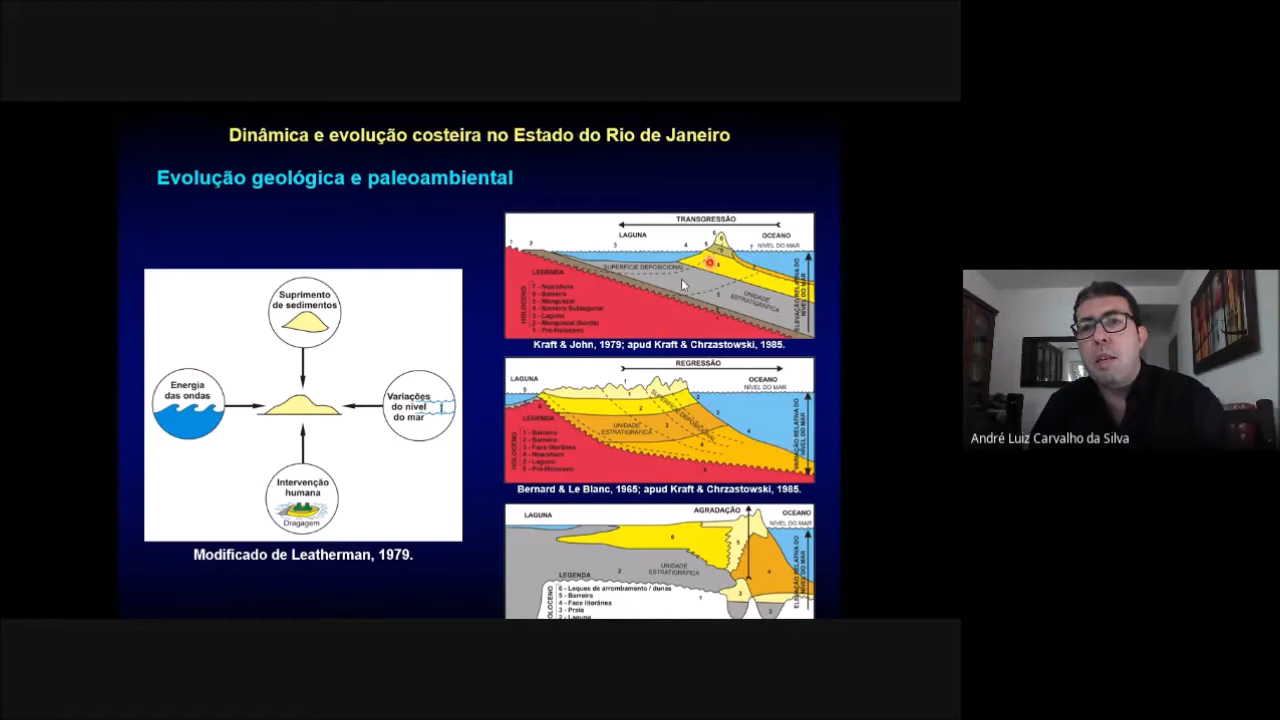 Dinâmica e evolução costeira no Estado do Rio de Janeiro
Evolução geológica e paleoambiental
Suprimento
de sedimentos
Energia
das ondas
Variações
do nível
do mar
Intervenção
humana
Dragagem
Modificado de Leatherman, 1979.
TRANSGRESSÃO
LAGUNA
OCEANO
NÍVEL DO MAR
SUPERFÍCIE DEPOSICIONAL
UNIDADE
ESTRATIGRÁFICA
ELEVAÇÃO RELATIVA DO
NÍVEL DO MAR
LEGENDA
HOLOCENO
7 - Nearshore
6 - Barreira
5 - Manguezal
4 - Barreira Sublagunar
3 - Laguna
2 - Manguezal (borda)
1 - Pré-Holoceno
Kraft & John, 1979; apud Kraft & Chrzastowski, 1985.
REGRESSÃO
LAGUNA
OCEANO
NÍVEL DO MAR
SUPERFÍCIE DEPOSICIONAL
UNIDADE
ESTRATIGRÁFICA
NÍVEL DO MAR
LEGENDA
HOLOCENO
1 - Barreira
2 - Barreira
3 - Face litorânea
4 - Nearshore
5 - Laguna
6 - Pré-Holoceno
Bernard & Le Blanc, 1965; apud Kraft & Chrzastowski, 1985.
AGRADAÇÃO
LAGUNA
OCEANO
NÍVEL DO MAR
UNIDADE
ESTRATIGRÁFICA
ELEVAÇÃO RELATIVA DO
NÍVEL DO MAR
LEGENDA
6 - Leques de arrombamento / dunas
5 - Barreira
4 - Face litorânea
3 - Praia
2 - Laguna
André Luiz Carvalho da Silva